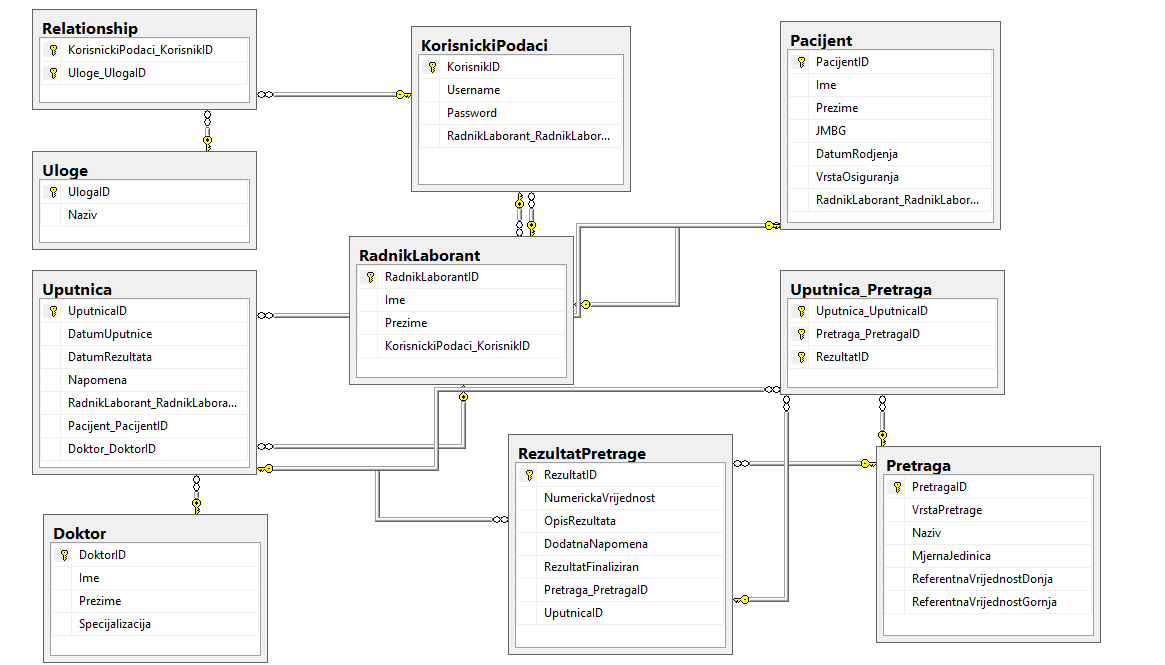 Relationship
KorisnickiPodaci_KorisnikID
Uloge_UlogaID
KorisnickiPodaci
KorisnikID
Username
Password
RadnikLaborant_RadnikLabor...
Pacijent
PacijentID
Ime
Prezime
JMBG
DatumRodjenja
VrstaOsiguranja
RadnikLaborant_RadnikLabor...
Uloge
UlogaID
Naziv
RadnikLaborant
RadnikLaborantID
Ime
Prezime
KorisnickiPodaci_KorisnikID
Uputnica
UputnicaID
DatumUputnice
DatumRezultata
Napomena
RadnikLaborant_RadnikLabora...
Pacijent_PacijentID
Doktor_DoktorID
Uputnica_Pretraga
Uputnica_UputnicaID
Pretraga_PretragaID
RezultatID
RezultatPretrage
RezultatID
NumerickaVrijednost
OpisRezultata
DodatnaNapomena
RezultatFinaliziran
Pretraga_PretragaID
UputnicaID
Pretraga
PretragaID
VrstaPretrage
Naziv
MjernaJedinica
ReferentnaVrijednostDonja
ReferentnaVrijednostGornja
Doktor
DoktorID
Ime
Prezime
Specijalizacija